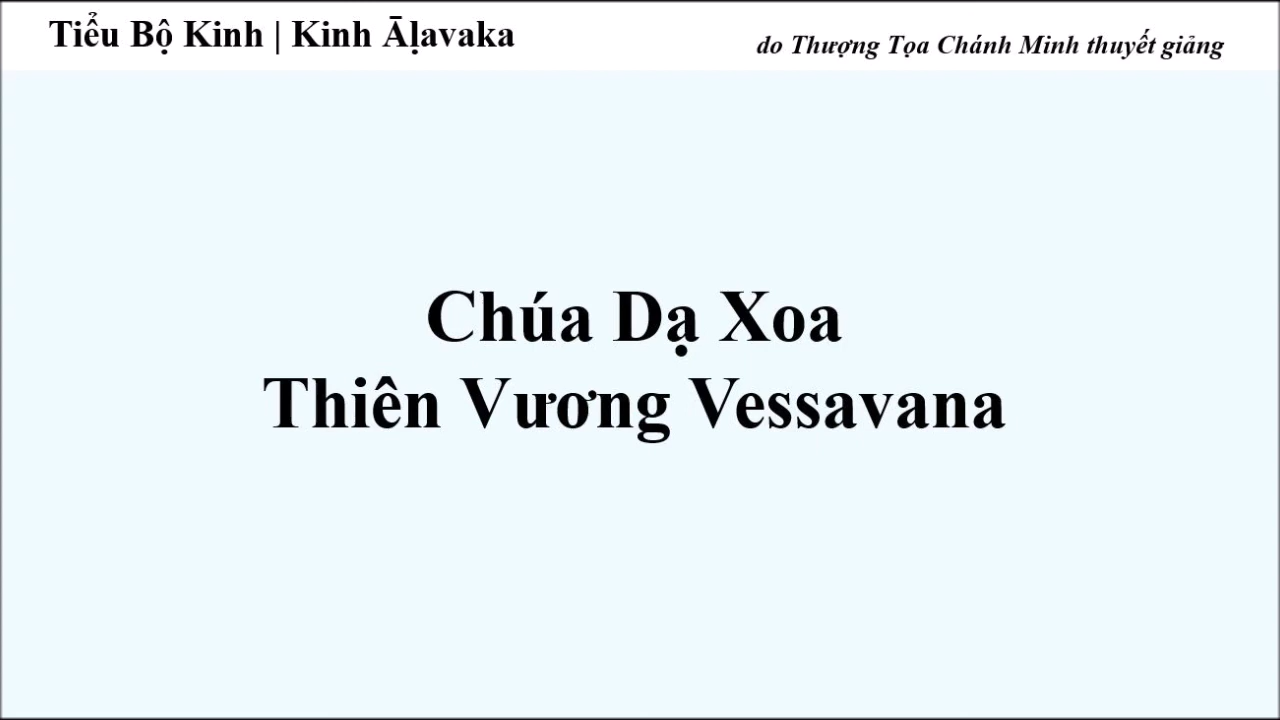 Tiểu Bộ Kinh | Kinh Āḷavaka
do Thượng Tọa Chánh Minh thuyết giảng
Chúa Dạ Xoa
Thiên Vương Vessavana